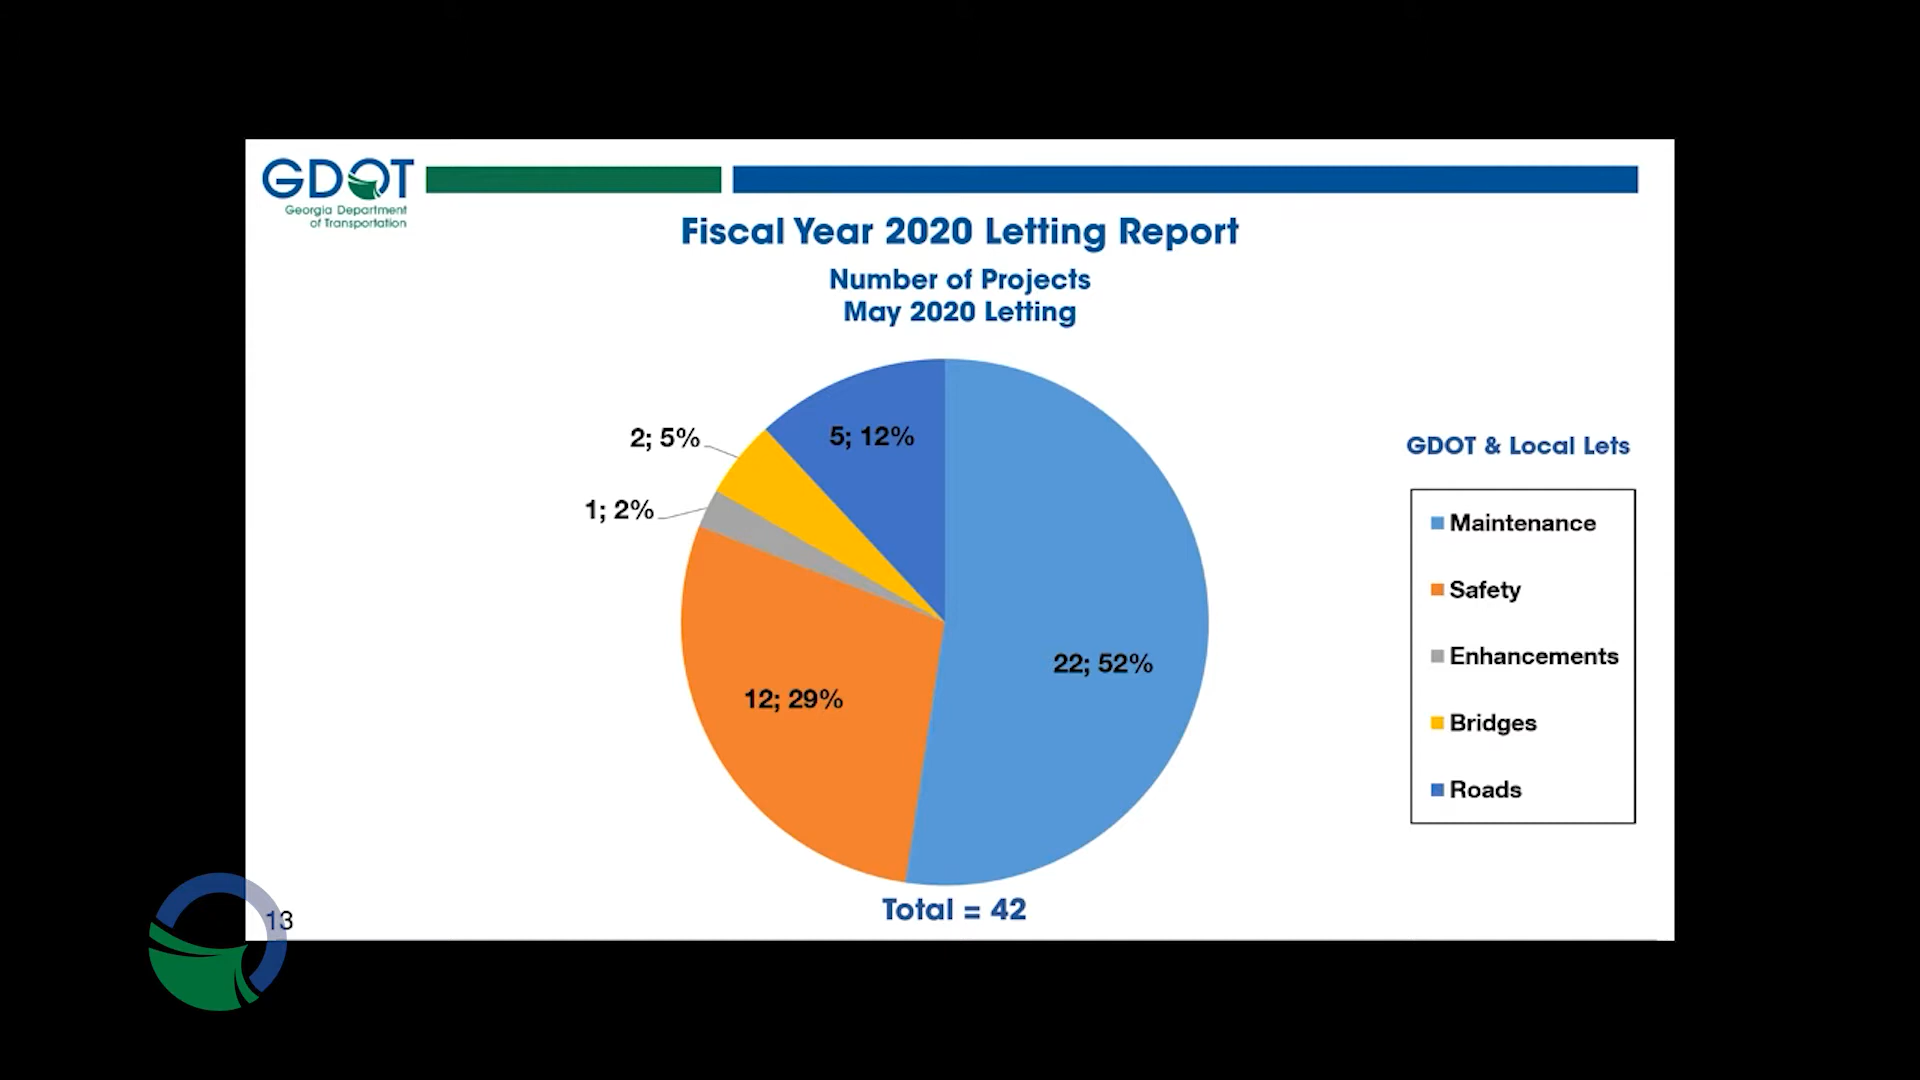 GDOT
Georgia Department
of Transportation
Fiscal Year 2020 Letting Report
Number of Projects
May 2020 Letting
5; 12%
2; 5%
1; 2%
22; 52%
12; 29%
Total = 42
GDOT & Local Lets
Maintenance
Safety
Enhancements
Bridges
Roads
13